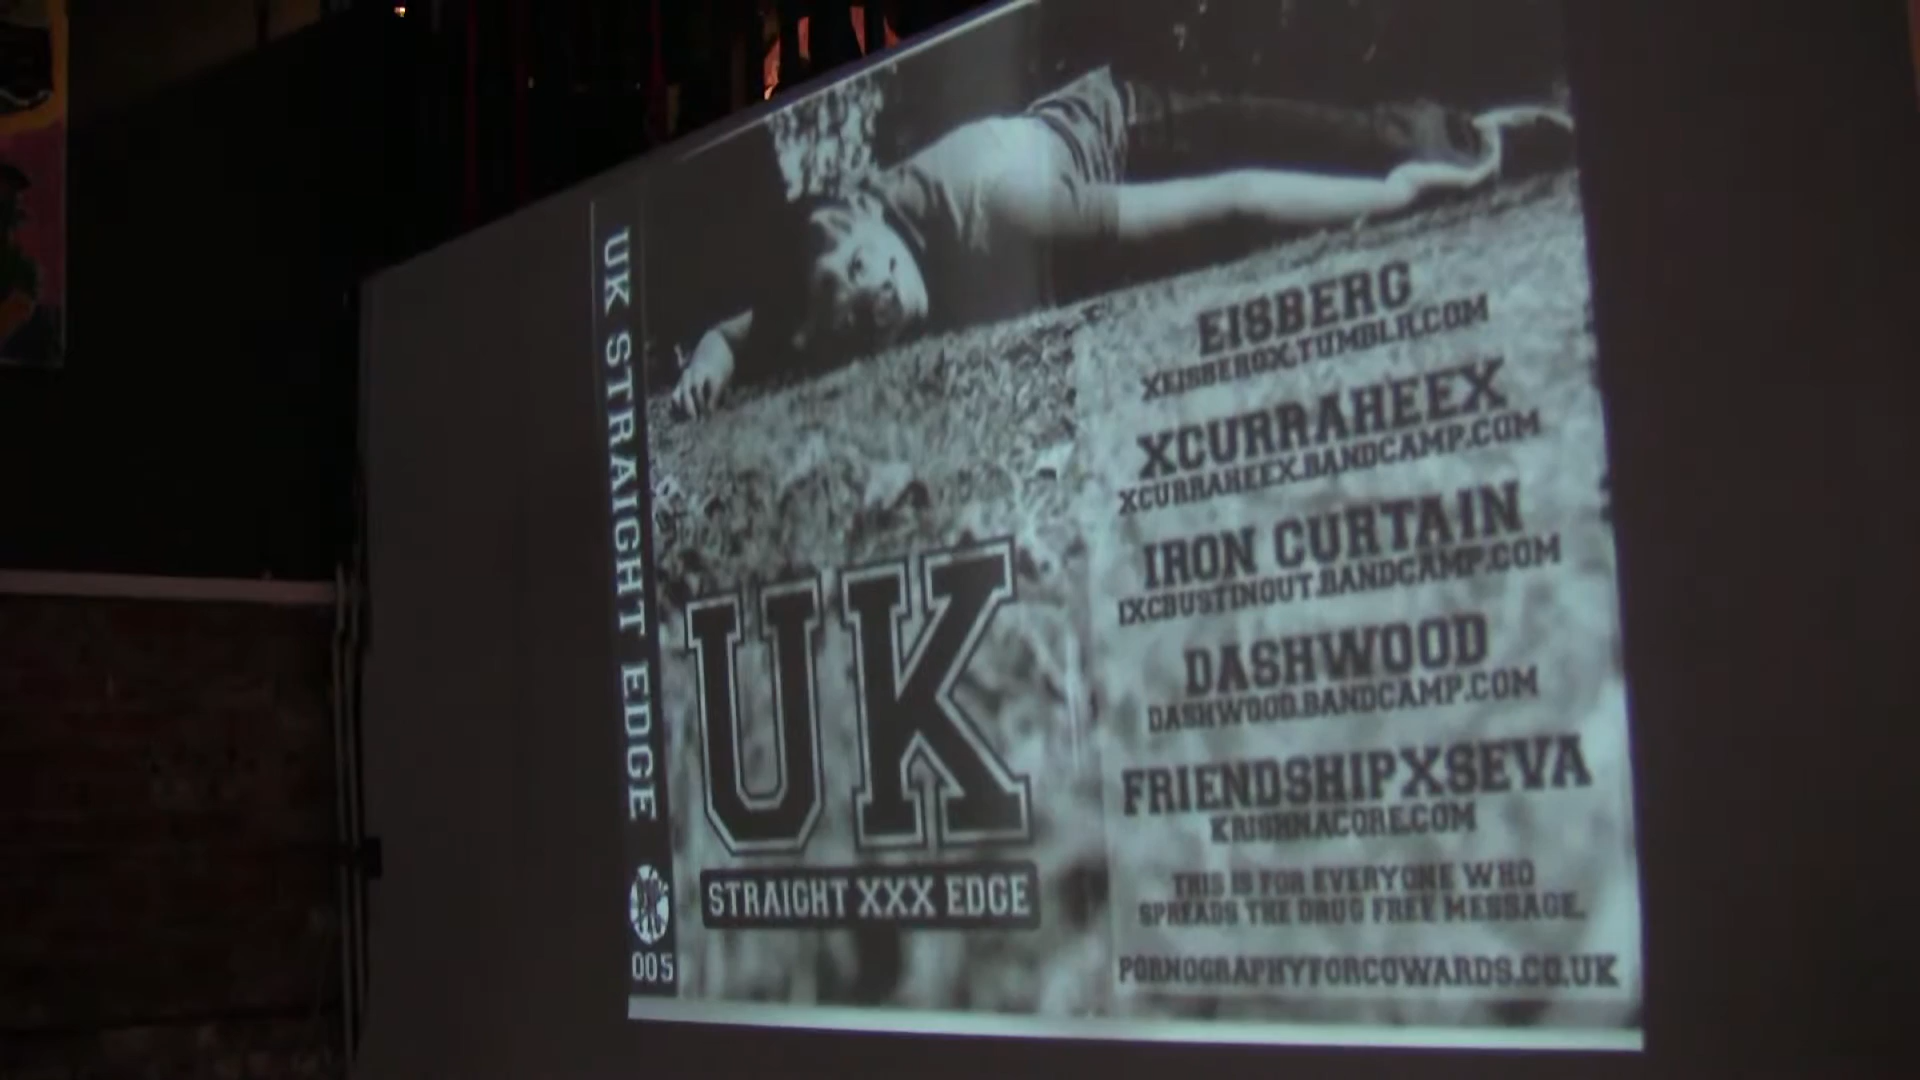 UK STRAIGHT EDGE
005
UK
STRAIGHT XXX EDGE
EISBERG
XEISBERGX.TUMBLR.COM
XCURRAHEEX
XCURRAHEEX.BANDCAMP.COM
IRON CURTAIN
IXCBUSTINOUT.BANDCAMP.COM
DASHWOOD
DASHWOOD.BANDCAMP.COM
FRIENDSHIPXSEVA
KRISHNACORE.COM
THIS IS FOR EVERYONE WHO
SPREADS THE DRUG FREE MESSAGE.
PORNOGRAPHYFORCOWARDS.CO.UK